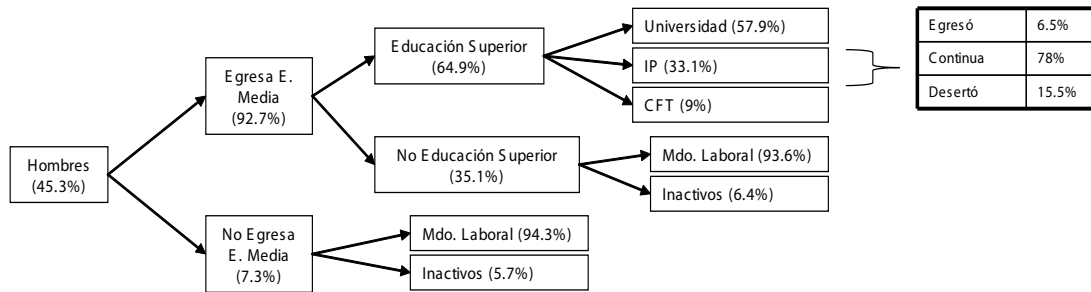 Hombres
(45.3%)
Egresa E.
Media
(92.7%)
No Egresa
E. Media
(7.3%)
Educación Superior
(64.9%)
No Educación Superior
(35.1%)
Mdo. Laboral (94.3%)
Inactivos (5.7%)
Universidad (57.9%)
IP (33.1%)
CFT (9%)
Mdo. Laboral (93.6%)
Inactivos (6.4%)
Egresó 6.5%
Continua 78%
Desertó 15.5%